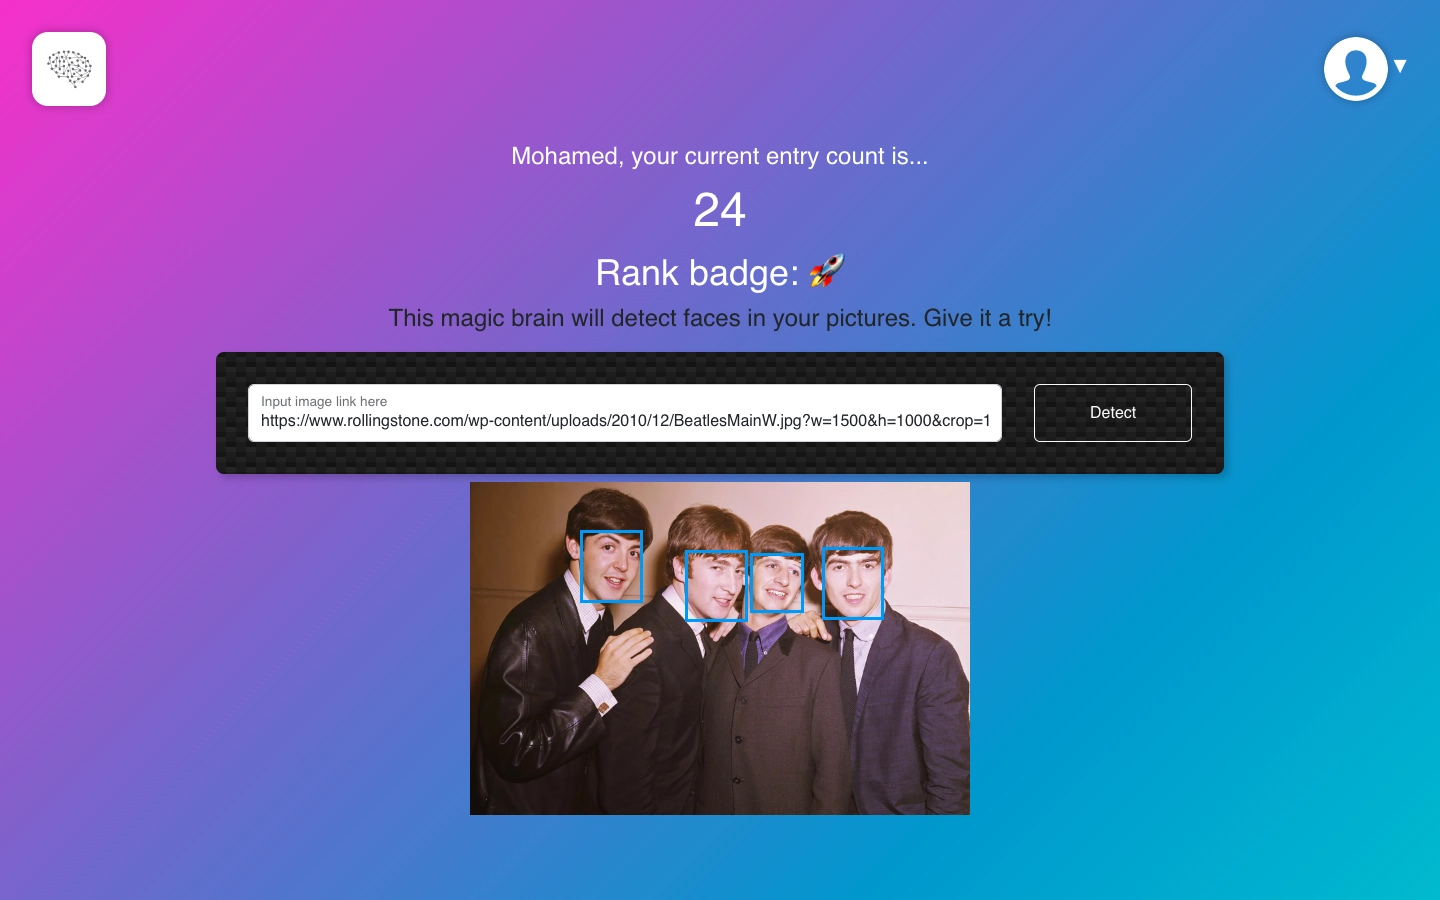 Mohamed, your current entry count is...
24
Rank badge: 🚀
This magic brain will detect faces in your pictures. Give it a try!
Input image link here
https://www.rollingstone.com/wp-content/uploads/2010/12/BeatlesMainW.jpg?w=1500&h=1000&crop=1
Detect